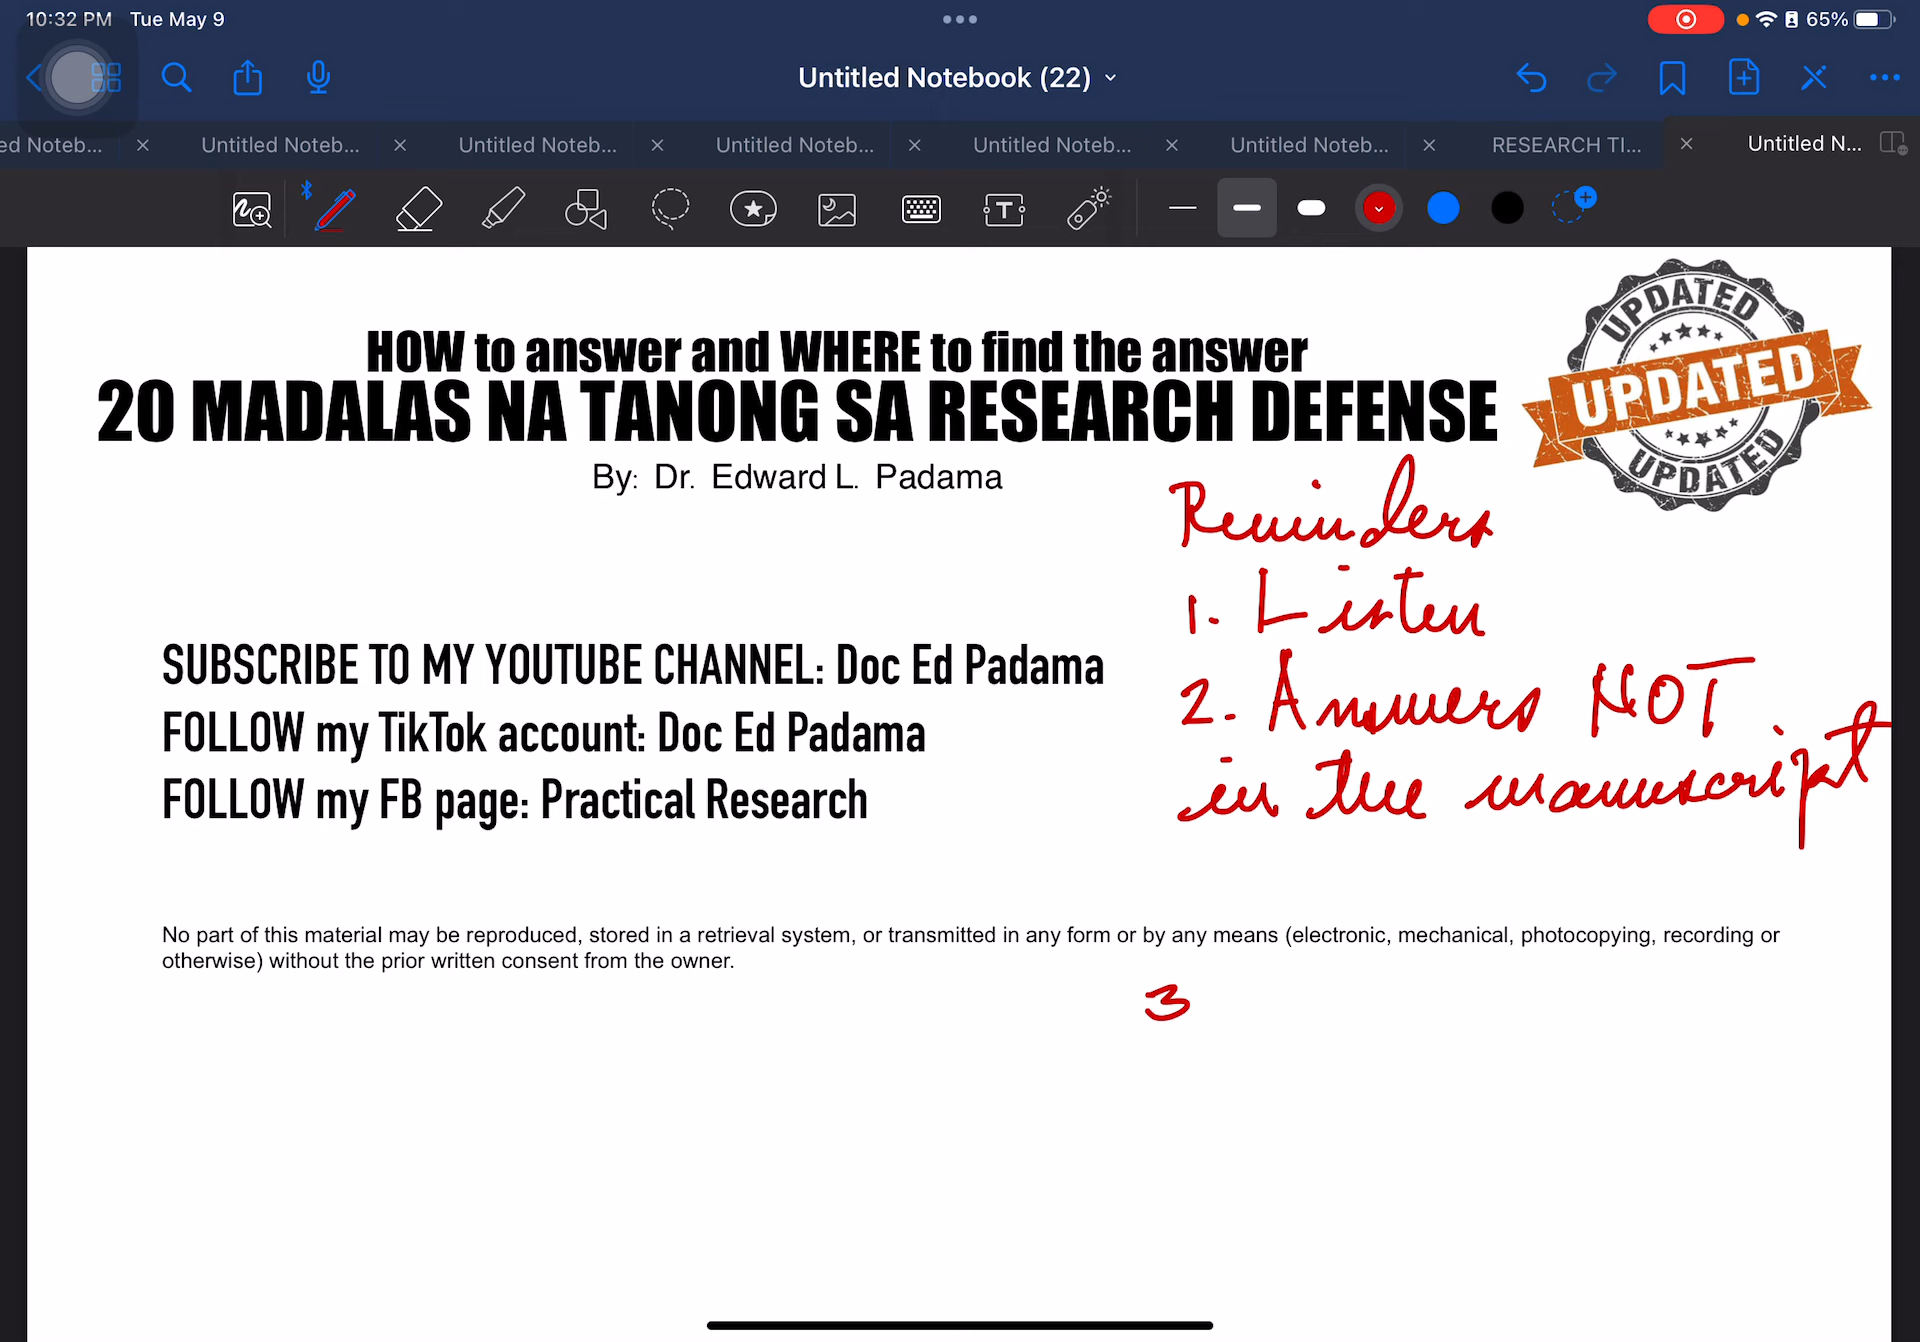 10:32 PM Tue May 9
65%
Untitled Notebook (22)
ed Noteb...
Untitled Noteb...
Untitled Noteb...
Untitled Noteb...
Untitled Noteb...
Untitled Noteb...
RESEARCH TI...
Untitled N...
HOW to answer and WHERE to find the answer
20 MADALAS NA TANONG SA RESEARCH DEFENSE
By: Dr. Edward L. Padama
UPDATED
UPDATED
UPDATED
Reminders
1. Listen
2. Answers NOT
in the manuscript
SUBSCRIBE TO MY YOUTUBE CHANNEL: Doc Ed Padama
FOLLOW my TikTok account: Doc Ed Padama
FOLLOW my FB page: Practical Research
No part of this material may be reproduced, stored in a retrieval system, or transmitted in any form or by any means (electronic, mechanical, photocopying, recording or
otherwise) without the prior written consent from the owner.
3